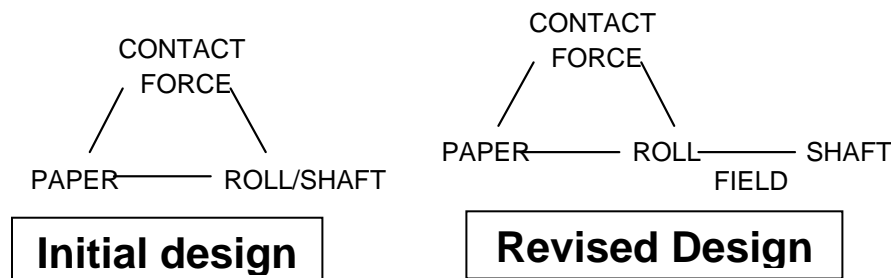 CONTACT
FORCE
PAPER ROLL/SHAFT
Initial design
CONTACT
FORCE
PAPER ROLL SHAFT
FIELD
Revised Design